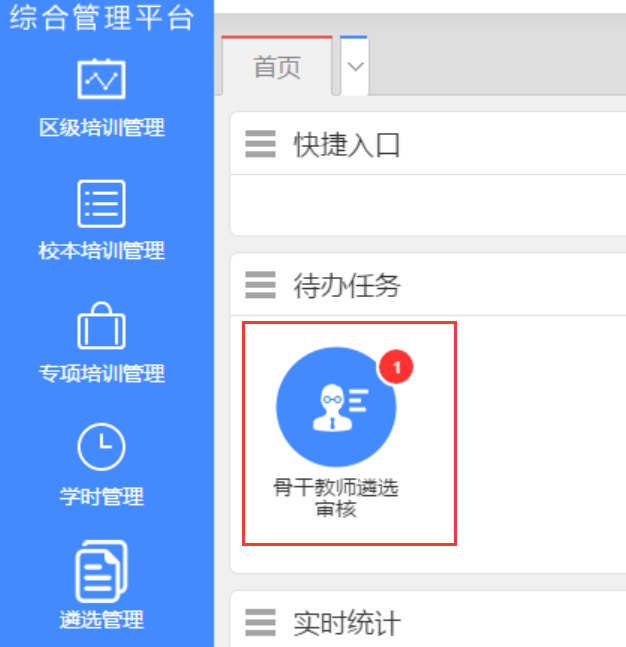 综合管理平台
区级培训管理
校本培训管理
专项培训管理
学时管理
遴选管理
首页
快捷入口
待办任务
1
骨干教师遴选
审核
实时统计